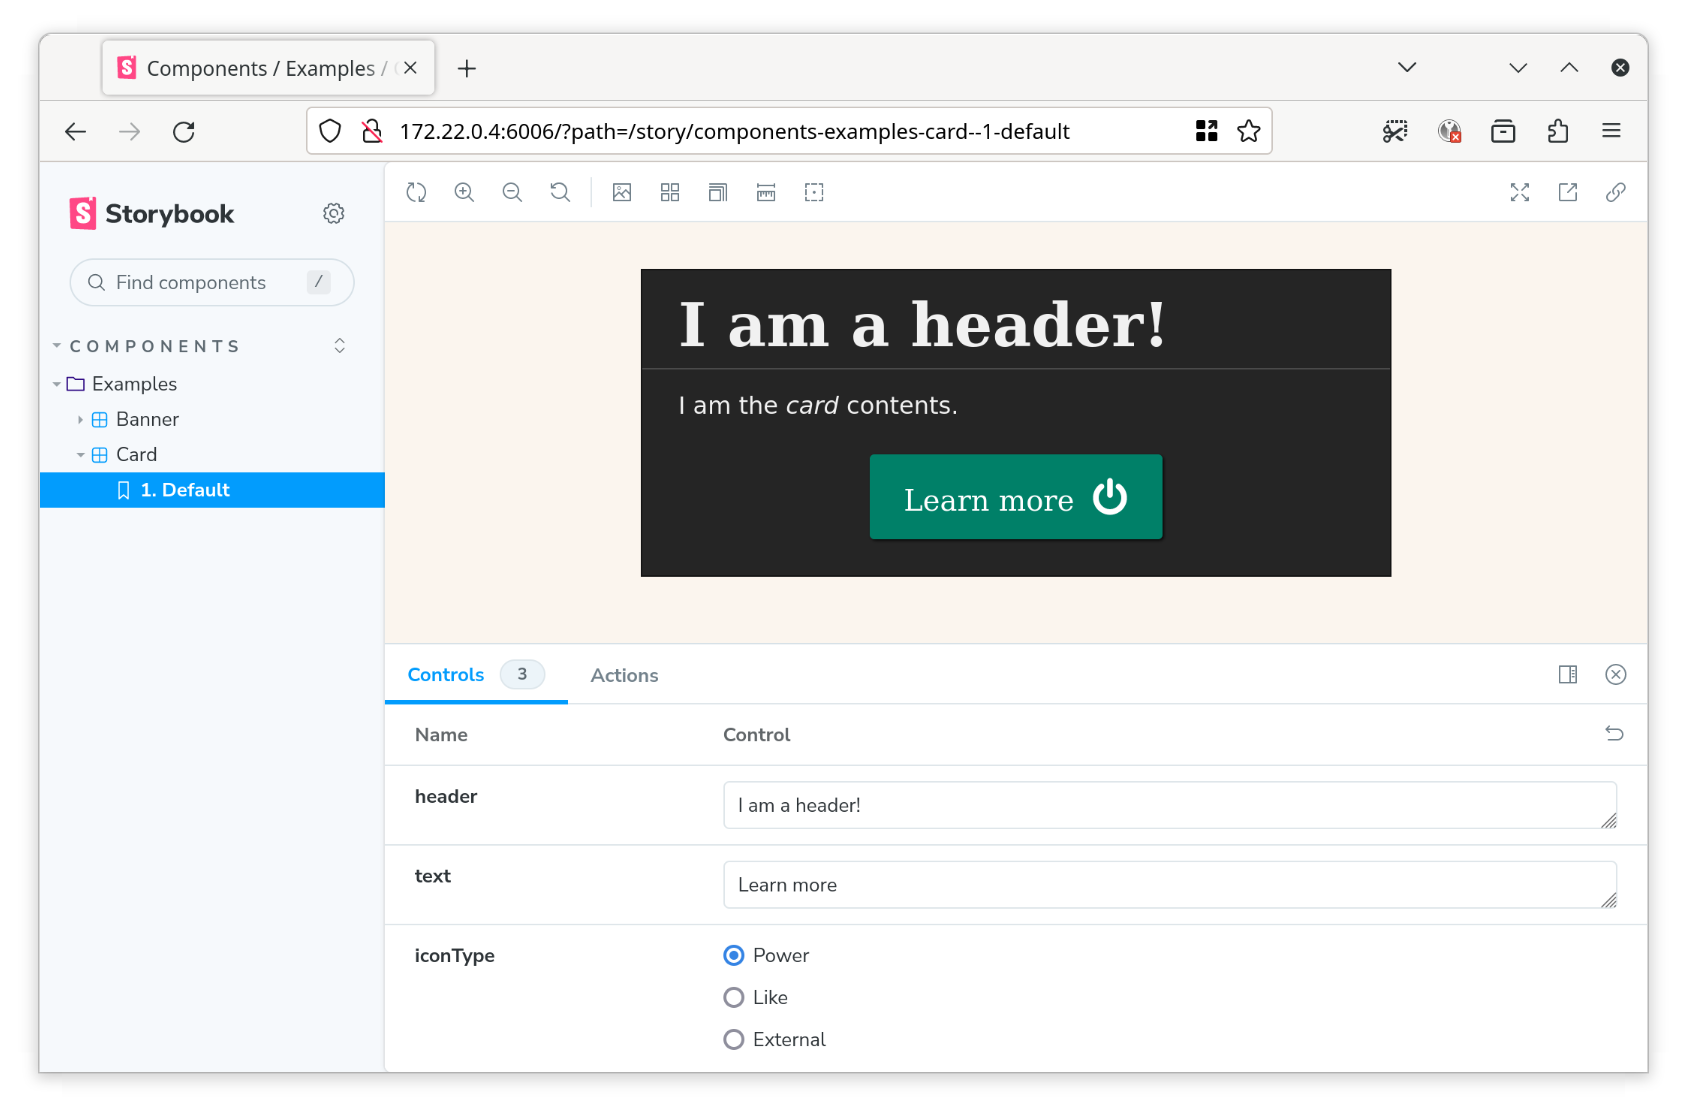 Components / Examples /
172.22.0.4:6006/?path=/story/components-examples-card--1-default
Storybook
Find components /
COMPONENTS
Examples
Banner
Card
1. Default
I am a header!
I am the card contents.
Learn more
Controls 3 Actions
Name Control
header I am a header!
text Learn more
iconType Power
Like
External